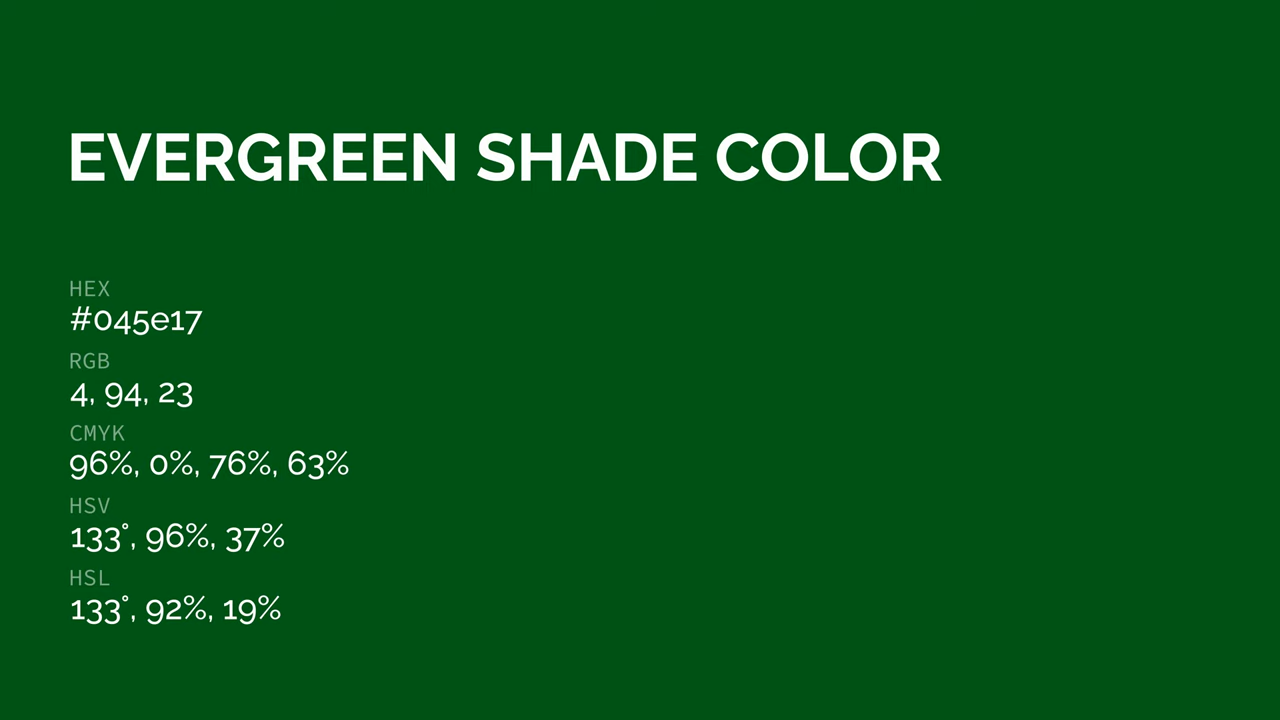 EVERGREEN SHADE COLOR
HEX
#045e17
RGB
4, 94, 23
CMYK
96%, 0%, 76%, 63%
HSV
133°, 96%, 37%
HSL
133°, 92%, 19%